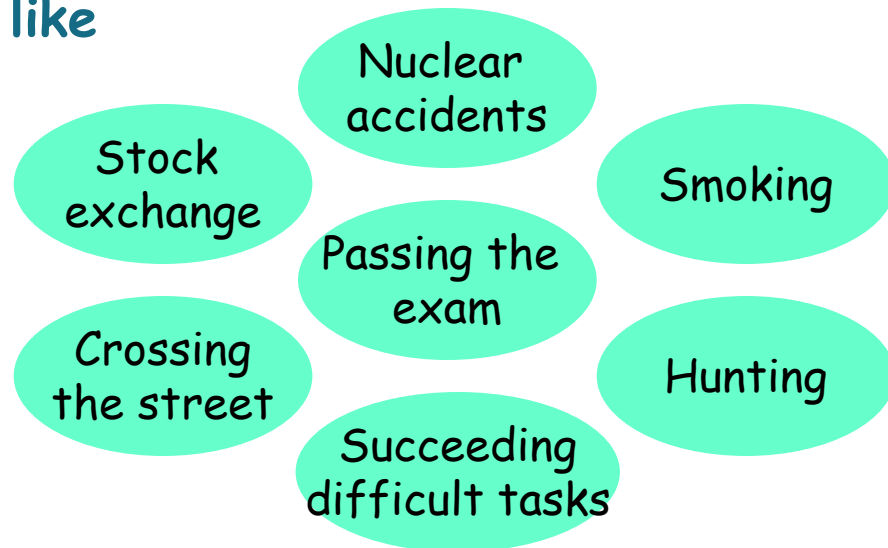 like
Nuclear
accidents
Stock
exchange
Smoking
Passing the
exam
Crossing
the street
Hunting
Succeeding
difficult tasks